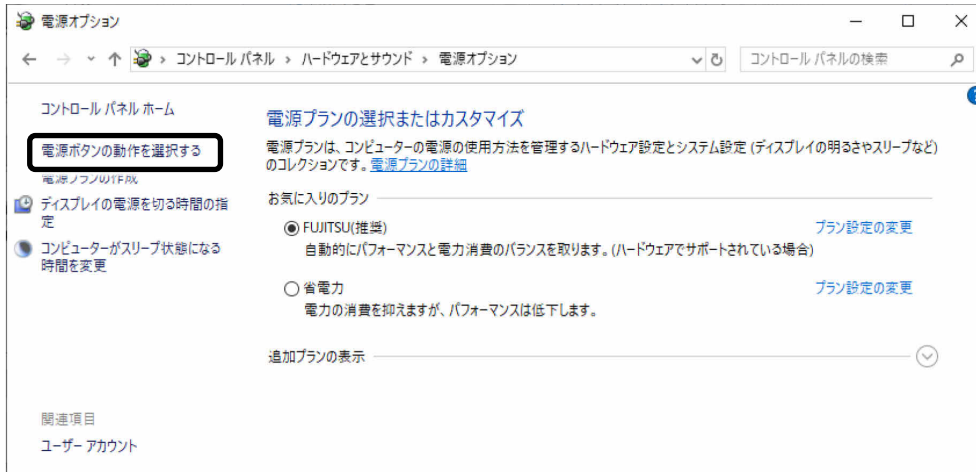 電源オプション
コントロール パネル › ハードウェアとサウンド › 電源オプション
コントロール パネルの検索
コントロール パネル ホーム
電源ボタンの動作を選択する
電源プランの作成
ディスプレイの電源を切る時間の指
定
コンピューターがスリープ状態になる
時間を変更
関連項目
ユーザー アカウント
電源プランの選択またはカスタマイズ
電源プランは、コンピューターの電源の使用方法を管理するハードウェア設定とシステム設定 (ディスプレイの明るさやスリープなど)
のコレクションです。電源プランの詳細
お気に入りのプラン
FUJITSU(推奨) プラン設定の変更
自動的にパフォーマンスと電力消費のバランスを取ります。(ハードウェアでサポートされている場合)
省電力 プラン設定の変更
電力の消費を抑えますが、パフォーマンスは低下します。
追加プランの表示